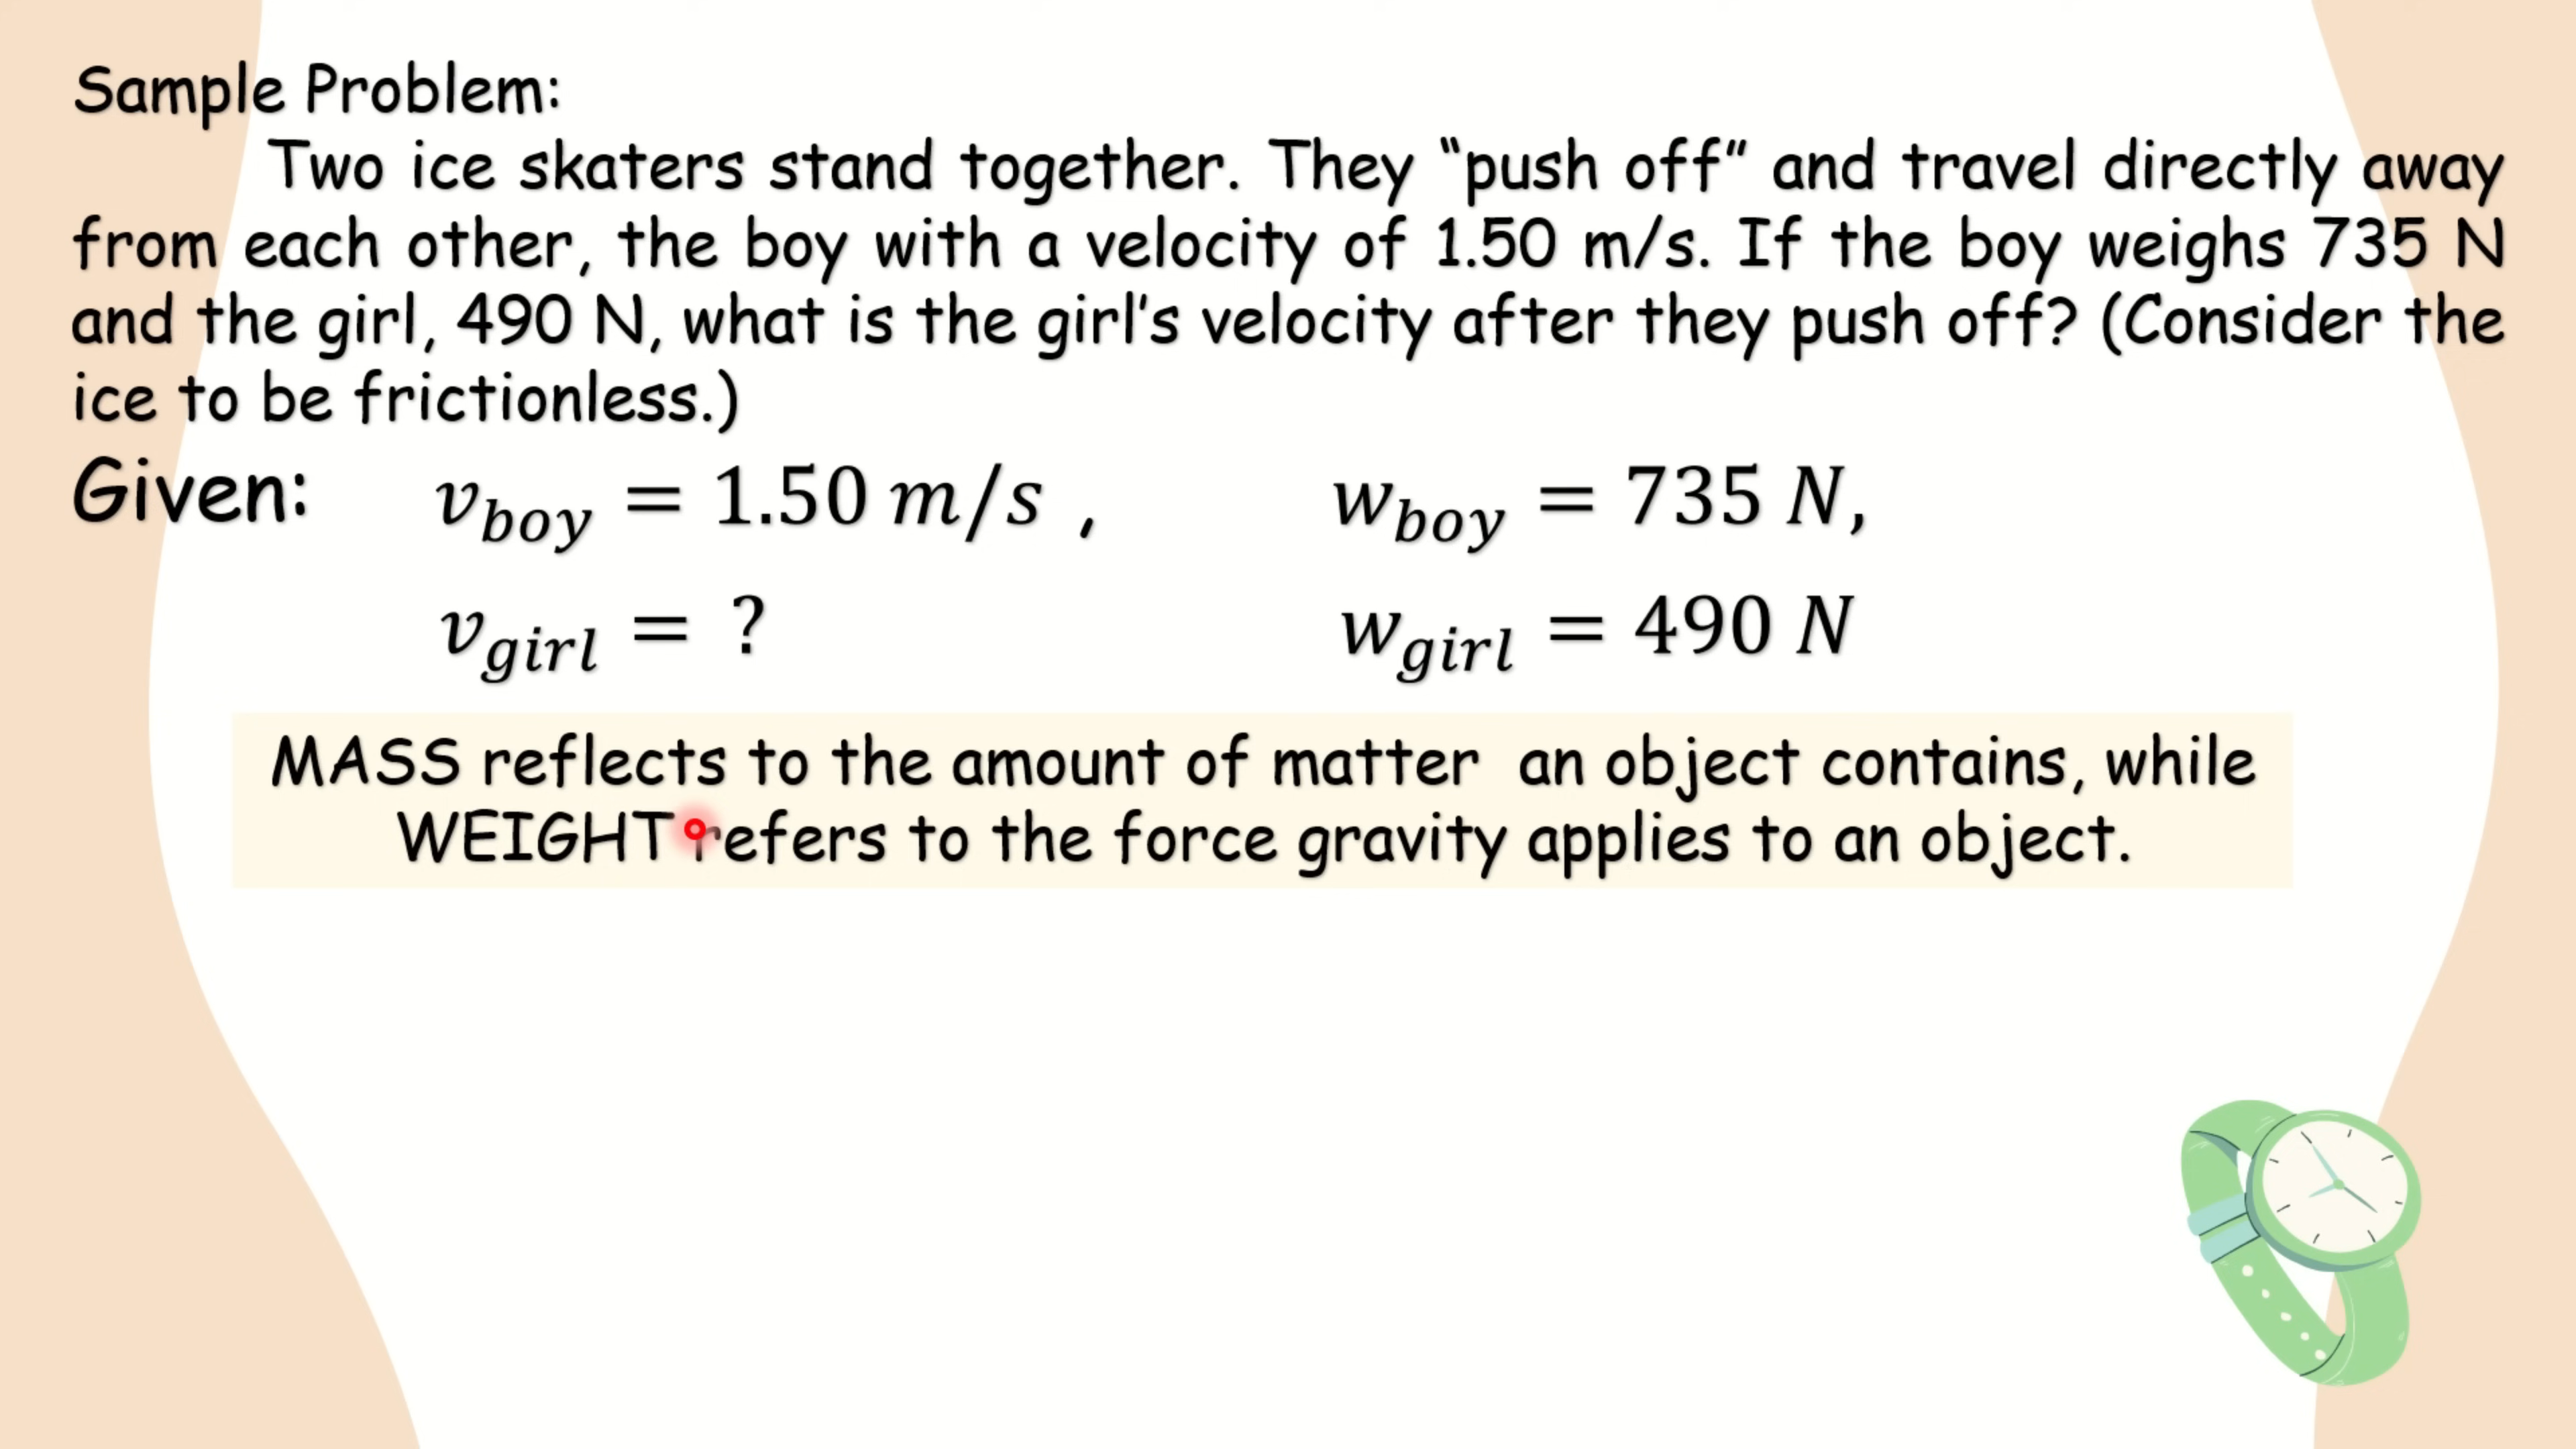 Sample Problem:
Two ice skaters stand together. They “push off” and travel directly away
from each other, the boy with a velocity of 1.50 m/s. If the boy weighs 735 N
and the girl, 490 N, what is the girl’s velocity after they push off? (Consider the
ice to be frictionless.)
Given: v_boy = 1.50 m/s , w_boy = 735 N,
v_girl = ? w_girl = 490 N
MASS reflects to the amount of matter an object contains, while
WEIGHT refers to the force gravity applies to an object.